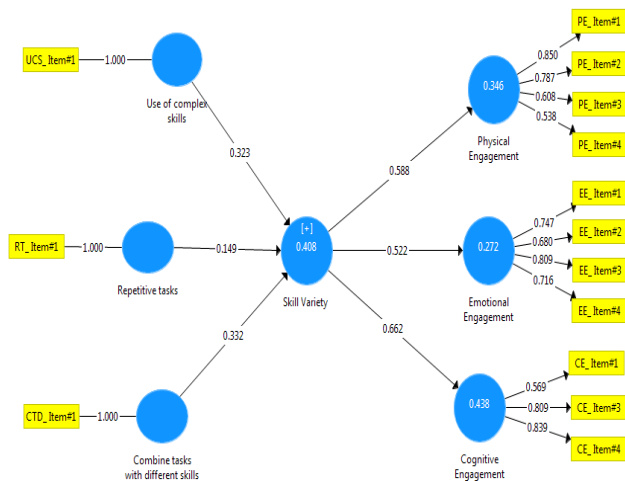 PE_Item#1
0.850
UCS_Item#1
1.000
PE_Item#2
0.787
0.346
PE_Item#3
0.608
0.538
Use of complex
skills
Physical
Engagement
PE_Item#4
0.323
0.588
EE_Item#1
0.747
[+]
EE_Item#2
0.680
RT_Item#1
1.000
0.149
0.408
0.522
0.272
EE_Item#3
0.809
0.716
Repetitive tasks
Skill Variety
Emotional
Engagement
EE_Item#4
0.332
0.662
CE_Item#1
0.569
CTD_Item#1
1.000
0.438
0.809
CE_Item#3
0.839
CE_Item#4
Combine tasks
with different skills
Cognitive
Engagement